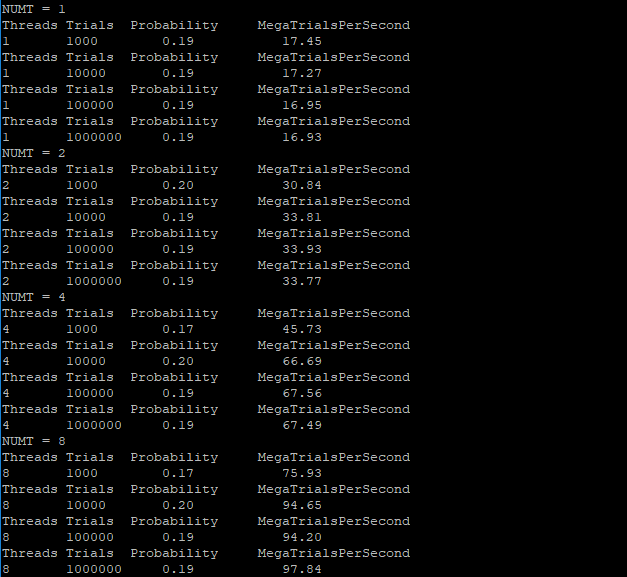 NUMT = 1
Threads Trials  Probability     MegaTrialsPerSecond
1       1000        0.19           17.45
Threads Trials  Probability     MegaTrialsPerSecond
1       10000       0.19           17.27
Threads Trials  Probability     MegaTrialsPerSecond
1       100000      0.19           16.95
Threads Trials  Probability     MegaTrialsPerSecond
1       1000000     0.19           16.93
NUMT = 2
Threads Trials  Probability     MegaTrialsPerSecond
2       1000        0.20           30.84
Threads Trials  Probability     MegaTrialsPerSecond
2       10000       0.19           33.81
Threads Trials  Probability     MegaTrialsPerSecond
2       100000      0.19           33.93
Threads Trials  Probability     MegaTrialsPerSecond
2       1000000     0.19           33.77
NUMT = 4
Threads Trials  Probability     MegaTrialsPerSecond
4       1000        0.17           45.73
Threads Trials  Probability     MegaTrialsPerSecond
4       10000       0.20           66.69
Threads Trials  Probability     MegaTrialsPerSecond
4       100000      0.19           67.56
Threads Trials  Probability     MegaTrialsPerSecond
4       1000000     0.19           67.49
NUMT = 8
Threads Trials  Probability     MegaTrialsPerSecond
8       1000        0.17           75.93
Threads Trials  Probability     MegaTrialsPerSecond
8       10000       0.20           94.65
Threads Trials  Probability     MegaTrialsPerSecond
8       100000      0.19           94.20
Threads Trials  Probability     MegaTrialsPerSecond
8       1000000     0.19           97.84